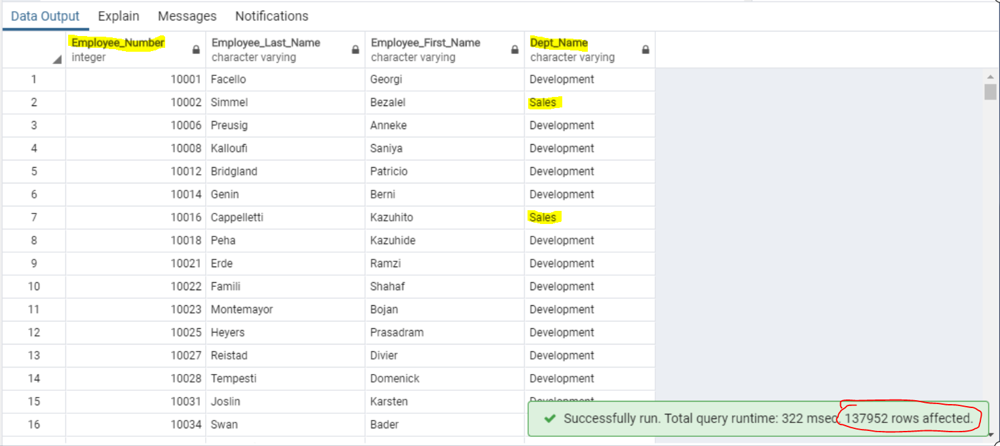 Data Output Explain Messages Notifications
Employee_Number Employee_Last_Name Employee_First_Name Dept_Name
integer character varying character varying character varying
1 10001 Facello Georgi Development
2 10002 Simmel Bezalel Sales
3 10006 Preusig Anneke Development
4 10008 Kalloufi Saniya Development
5 10012 Bridgland Patricio Development
6 10014 Genin Berni Development
7 10016 Cappelletti Kazuhito Sales
8 10018 Peha Kazuhide Development
9 10021 Erde Ramzi Development
10 10022 Famili Shahaf Development
11 10023 Montemayor Bojan Development
12 10025 Heyers Prasadram Development
13 10027 Reistad Divier Development
14 10028 Tempesti Domenick Development
15 10031 Joslin Karsten Development
16 10034 Swan Bader
Successfully run. Total query runtime: 322 msec. 137952 rows affected.